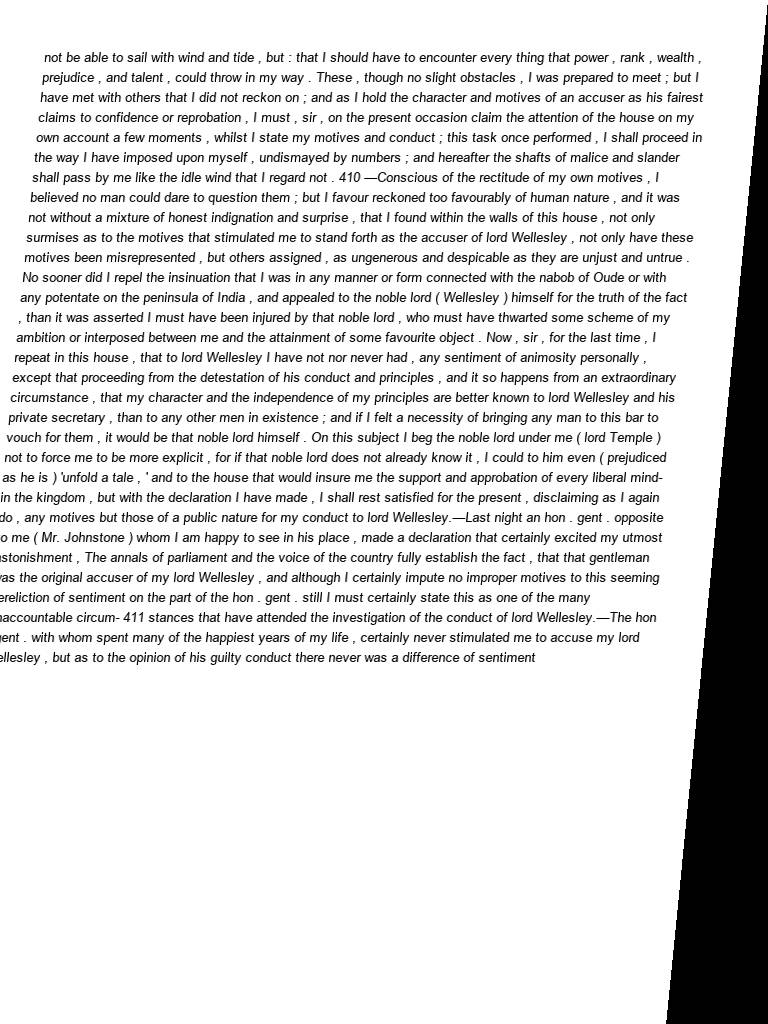 not be able to sail with wind and tide , but : that I should have to encounter every thing that power , rank , wealth ,
prejudice , and talent , could throw in my way . These , though no slight obstacles , I was prepared to meet ; but I
have met with others that I did not reckon on ; and as I hold the character and motives of an accuser as his fairest
claims to confidence or reprobation , I must , sir , on the present occasion claim the attention of the house on my
own account a few moments , whilst I state my motives and conduct ; this task once performed , I shall proceed in
the way I have imposed upon myself , undismayed by numbers ; and hereafter the shafts of malice and slander
shall pass by me like the idle wind that I regard not . 410 —Conscious of the rectitude of my own motives , I
believed no man could dare to question them ; but I favour reckoned too favourably of human nature , and it was
not without a mixture of honest indignation and surprise , that I found within the walls of this house , not only
surmises as to the motives that stimulated me to stand forth as the accuser of lord Wellesley , not only have these
motives been misrepresented , but others assigned , as ungenerous and despicable as they are unjust and untrue .
No sooner did I repel the insinuation that I was in any manner or form connected with the nabob of Oude or with
any potentate on the peninsula of India , and appealed to the noble lord ( Wellesley ) himself for the truth of the fact
, than it was asserted I must have been injured by that noble lord , who must have thwarted some scheme of my
ambition or interposed between me and the attainment of some favourite object . Now , sir , for the last time , I
repeat in this house , that to lord Wellesley I have not nor never had , any sentiment of animosity personally ,
except that proceeding from the detestation of his conduct and principles , and it so happens from an extraordinary
circumstance , that my character and the independence of my principles are better known to lord Wellesley and his
private secretary , than to any other men in existence ; and if I felt a necessity of bringing any man to this bar to
vouch for them , it would be that noble lord himself . On this subject I beg the noble lord under me ( lord Temple )
not to force me to be more explicit , for if that noble lord does not already know it , I could to him even ( prejudiced
as he is ) 'unfold a tale , ' and to the house that would insure me the support and approbation of every liberal mind-
in the kingdom , but with the declaration I have made , I shall rest satisfied for the present , disclaiming as I again
do , any motives but those of a public nature for my conduct to lord Wellesley.—Last night an hon . gent . opposite
o me ( Mr. Johnstone ) whom I am happy to see in his place , made a declaration that certainly excited my utmost
stonishment , The annals of parliament and the voice of the country fully establish the fact , that that gentleman
as the original accuser of my lord Wellesley , and although I certainly impute no improper motives to this seeming
ereliction of sentiment on the part of the hon . gent . still I must certainly state this as one of the many
naccountable circum- 411 stances that have attended the investigation of the conduct of lord Wellesley.—The hon
ent . with whom spent many of the happiest years of my life , certainly never stimulated me to accuse my lord
ellesley , but as to the opinion of his guilty conduct there never was a difference of sentiment